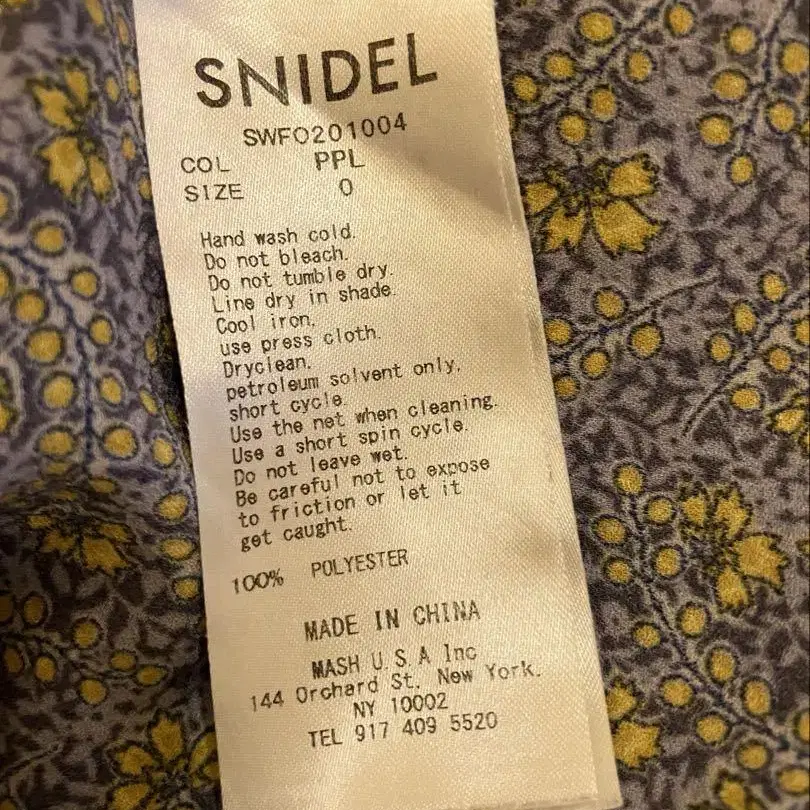 SNIDEL
SWFO201004
COL PPL
SIZE 0
Hand wash cold.
Do not bleach.
Do not tumble dry.
Line dry in shade.
Cool iron,
use press cloth.
Dryclean,
petroleum solvent only,
short cycle.
Use the net when cleaning.
Use a short spin cycle.
Do not leave wet.
Be careful not to expose
to friction or let it
get caught.
100% POLYESTER
MADE IN CHINA
MASH U.S.A Inc
144 Orchard St. New York.
NY 10002
TEL 917 409 5520